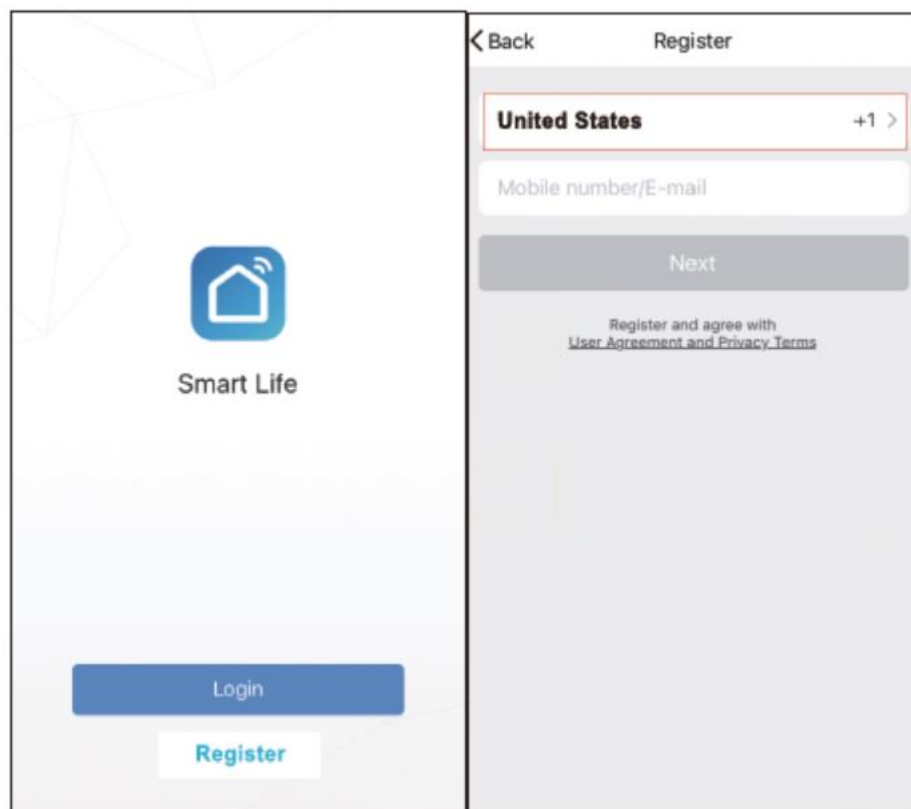 Smart Life
Login
Register
Back Register
United States +1
Mobile number/E-mail
Next
Register and agree with
User Agreement and Privacy Terms